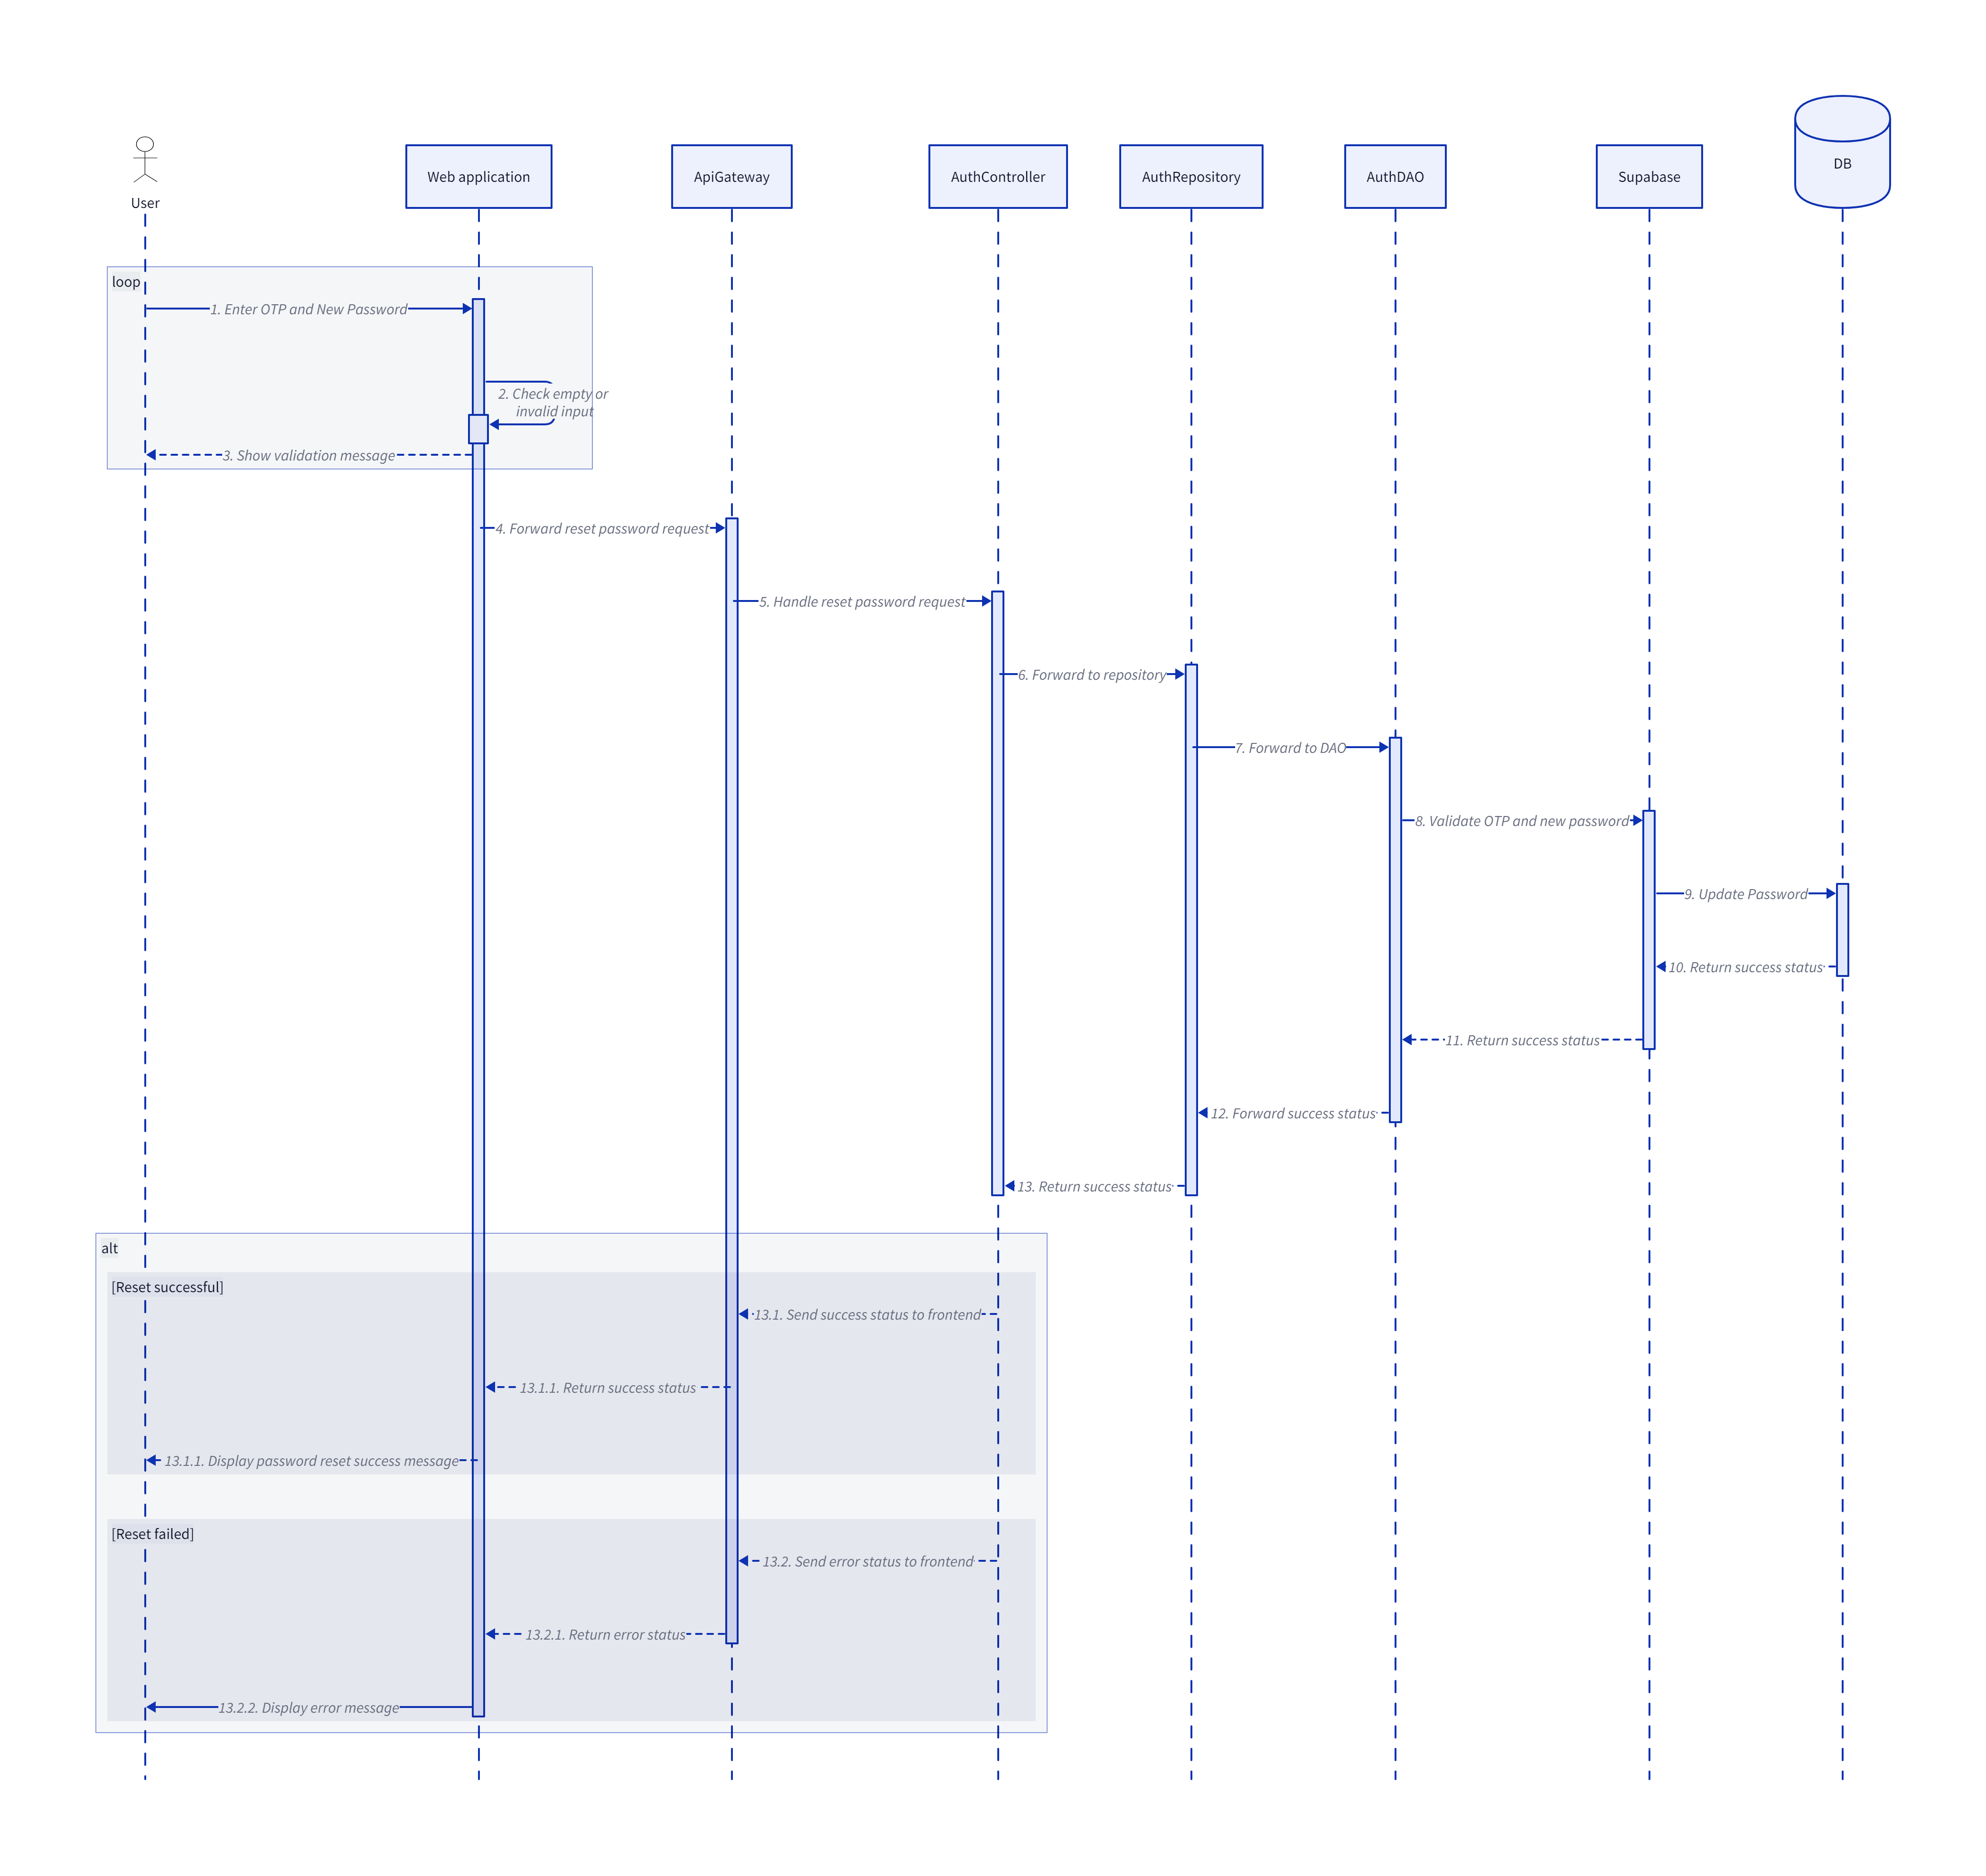 User
Web application
ApiGateway
AuthController
AuthRepository
AuthDAO
Supabase
DB
loop
1. Enter OTP and New Password
2. Check empty or
invalid input
3. Show validation message
4. Forward reset password request
5. Handle reset password request
6. Forward to repository
7. Forward to DAO
8. Validate OTP and new password
9. Update Password
10. Return success status
11. Return success status
12. Forward success status
13. Return success status
alt
[Reset successful]
13.1. Send success status to frontend
13.1.1. Return success status
13.1.1. Display password reset success message
[Reset failed]
13.2. Send error status to frontend
13.2.1. Return error status
13.2.2. Display error message